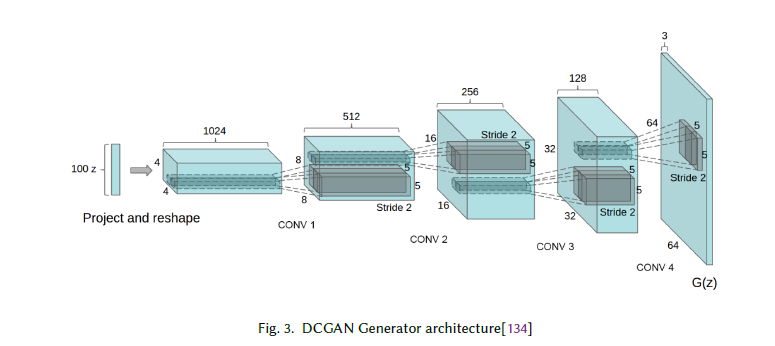 3
128
256
512
1024
64
5
5
Stride 2
16
Stride 2
5
5
32
8
5
5
Stride 2
4
100 z
4
8
16
5
5
Stride 2
32
64
Project and reshape
CONV 1
CONV 2
CONV 3
CONV 4
G(z)
Fig. 3. DCGAN Generator architecture[134]